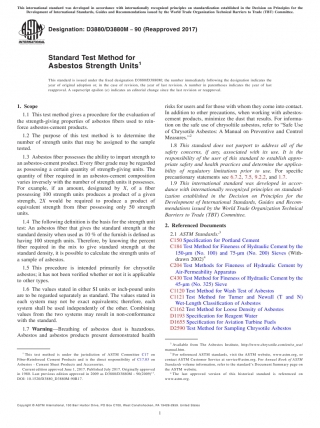 This international standard was developed in accordance with internationally recognized principles on standardization established in the Decision on Principles for the
Development of International Standards, Guides and Recommendations issued by the World Trade Organization Technical Barriers to Trade (TBT) Committee.
Designation: D3880/D3880M − 90 (Reapproved 2017)
Standard Test Method for
Asbestos Strength Units1
This standard is issued under the fixed designation D3880/D3880M; the number immediately following the designation indicates the
year of original adoption or, in the case of revision, the year of last revision. A number in parentheses indicates the year of last
reapproval. A superscript epsilon (ε) indicates an editorial change since the last revision or reapproval.
1. Scope
1.1 This test method gives a procedure for the evaluation of
the strength-giving properties of asbestos fibers used to rein-
force asbestos-cement products.
1.2 The purpose of this test method is to determine the
number of strength units that may be assigned to the sample
tested.
1.3 Asbestos fiber possesses the ability to impart strength to
an asbestos-cement product. Every fiber grade may be regarded
as possessing a certain quantity of strength-giving units. The
quantity of fiber required in an asbestos-cement composition
varies inversely with the number of strength units it possesses.
For example, if an amount, designated by X, of a fiber
possessing 100 strength units produces a product of a given
strength, 2X would be required to produce a product of
equivalent strength from fiber possessing only 50 strength
units.
1.4 The following definition is the basis for the strength unit
test: An asbestos fiber that gives the standard strength at the
standard density when used as 10 % of the furnish is defined as
having 100 strength units. Therefore, by knowing the percent
fiber required in the mix to give standard strength at the
standard density, it is possible to calculate the strength units of
a sample of asbestos.
1.5 This procedure is intended primarily for chrysotile
asbestos; it has not been verified whether or not it is applicable
to other types.
1.6 The values stated in either SI units or inch-pound units
are to be regarded separately as standard. The values stated in
each system may not be exact equivalents; therefore, each
system shall be used independently of the other. Combining
values from the two systems may result in non-conformance
with the standard.
1.7 Warning—Breathing of asbestos dust is hazardous.
Asbestos and asbestos products present demonstrated health
risks for users and for those with whom they come into contact.
In addition to other precautions, when working with asbestos-
cement products, minimize the dust that results. For informa-
tion on the safe use of chrysotile asbestos, refer to "Safe Use
of Chrysotile Asbestos: A Manual on Preventive and Control
Measures."2
1.8 This standard does not purport to address all of the
safety concerns, if any, associated with its use. It is the
responsibility of the user of this standard to establish appro-
priate safety and health practices and determine the applica-
bility of regulatory limitations prior to use. For specific
precautionary statements see 6.7.2, 7.5, 9.2.2, and 1.7.
1.9 This international standard was developed in accor-
dance with internationally recognized principles on standard-
ization established in the Decision on Principles for the
Development of International Standards, Guides and Recom-
mendations issued by the World Trade Organization Technical
Barriers to Trade (TBT) Committee.
2. Referenced Documents
2.1 ASTM Standards:3
C150 Specification for Portland Cement
C184 Test Method for Fineness of Hydraulic Cement by the
150-µm (No. 100) and 75-µm (No. 200) Sieves (With-
drawn 2002)4
C204 Test Methods for Fineness of Hydraulic Cement by
Air-Permeability Apparatus
C430 Test Method for Fineness of Hydraulic Cement by the
45-µm (No. 325) Sieve
C1120 Test Method for Wash Test of Asbestos
C1121 Test Method for Turner and Newall (T and N)
Wet-Length Classification of Asbestos
C1162 Test Method for Loose Density of Asbestos
D1193 Specification for Reagent Water
D1655 Specification for Aviation Turbine Fuels
D2590 Test Method for Sampling Chrysotile Asbestos
1 This test method is under the jurisdiction of ASTM Committee C17 on
Fiber-Reinforced Cement Products and is the direct responsibility of C17.03 on
Asbestos - Cement Sheet Products and Accessories.
Current edition approved June 1, 2017. Published July 2017. Originally approved
in 1980. Last previous edition approved in 2009 as D3880/D3880M –
DOI: 10.1520/D3880_D3880M-90R17.
2 Available from The Asbestos Institute, http://www.chrysotile.com/en/sfe_use/
manual.htm.
3 For referenced ASTM standards, visit the ASTM website, www.astm.org, or
contact ASTM Customer Service at service@astm.org. For Annual Book of ASTM
Standards volume information, refer to the standard's Document Summary page on
the ASTM website.
4 The last approved version of this historical standard is referenced on
www.astm.org.
Copyright © ASTM International, 100 Barr Harbor Drive, PO Box C700, West Conshohocken, PA 19428-2959. United States
1